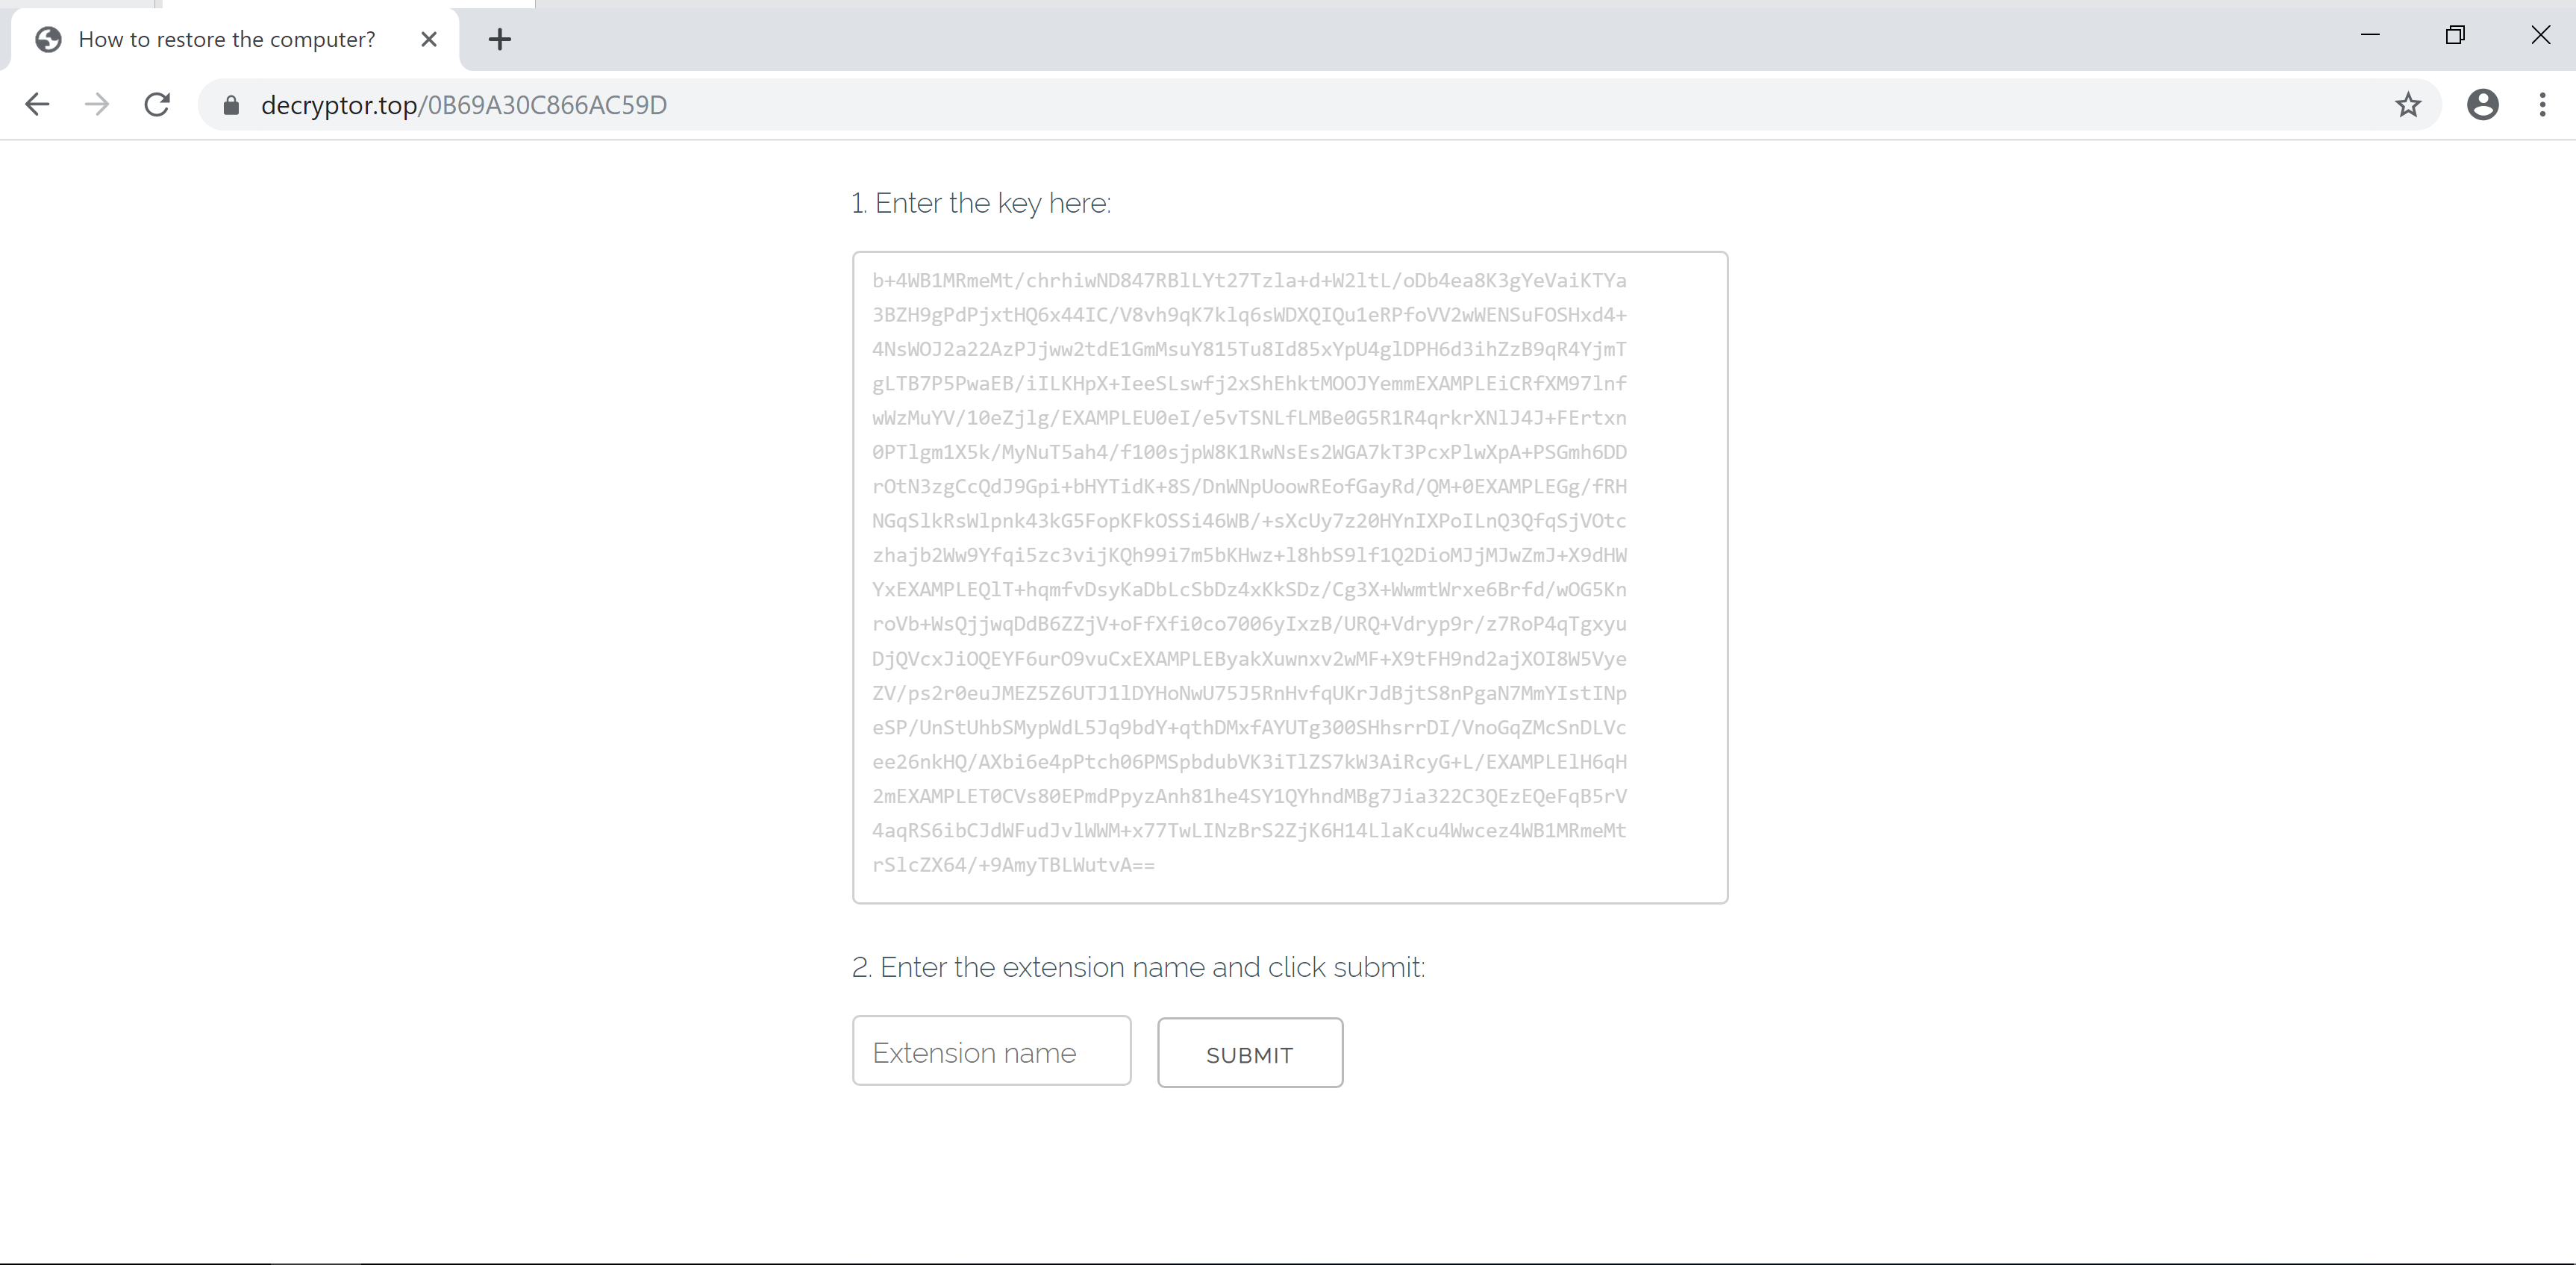 How to restore the computer?
decryptor.top/0B69A30C866AC59D
1. Enter the key here:
b+4WB1MRmeMt/chrhiwND847RBlLYt27Tzla+d+W2ltL/oDb4ea8K3gYeVaiKTYa
3BZH9gPdPjxtHQ6x44IC/V8vh9qK7klq6sWDXQIQu1eRPfoVV2wWENSuFOSHxd4+
4NsWOJ2a22AzPJjww2tdE1GmMsuY815Tu8Id85xYpU4glDPH6d3ihZzB9qR4YjmT
gLTB7P5PwaEB/iILKHpX+IeeSLswfj2xShEhktMOOJYemmEXAMPLEiCRfXM97lnf
wWzMuYV/10eZjlg/EXAMPLEU0eI/e5vTSNLfLMBe0G5R1R4qrkrXNlJ4J+FErtxn
0PTlgm1X5k/MyNuT5ah4/f100sjpW8K1RwNsEs2WGA7kT3PcxPlwXpA+PSGmh6DD
rOtN3zgCcQdJ9Gpi+bHYTidK+8S/DnWNpUoowREofGayRd/QM+0EXAMPLEGg/fRH
NGqSlkRsWlpnk43kG5FopKFkOSSi46WB/+sXcUy7z20HYnIXPoILnQ3QfqSjVOtc
zhajb2Ww9Yfqi5zc3vijKQh99i7m5bKHwz+l8hbS9lf1Q2DioMJjMJwZmJ+X9dHW
YxEXAMPLEQlT+hqmfvDsyKaDbLcSbDz4xKkSDz/Cg3X+WwmtWrxe6Brfd/wOG5Kn
roVb+WsQjjwqDdB6ZZjV+oFfXfi0co7006yIxzB/URQ+Vdryp9r/z7RoP4qTgxyu
DjQVcxJiOQEYF6urO9vuCxEXAMPLEByakXuwnxv2wMF+X9tFH9nd2ajXOI8W5Vye
ZV/ps2r0euJMEZ5Z6UTJ1lDYHoNwU75J5RnHvfqUKrJdBjtS8nPgaN7MmYIstINp
eSP/UnStUhbSMypWdL5Jq9bdY+qthDMxfAYUTg300SHhsrrDI/VnoGqZMcSnDLVc
ee26nkHQ/AXbi6e4pPtch06PMSpbdubVK3iTlZS7kW3AiRcyG+L/EXAMPLElH6qH
2mEXAMPLET0CVs80EPmdPpyzAnh81he4SY1QYhndMBg7Jia322C3QEzEQeFqB5rV
4aqRS6ibCJdWFudJvlWWM+x77TwLINzBrS2ZjK6H14LlaKcu4Wwcez4WB1MRmeMt
rSlcZX64/+9AmyTBLWutvA==
2. Enter the extension name and click submit:
Extension name
SUBMIT